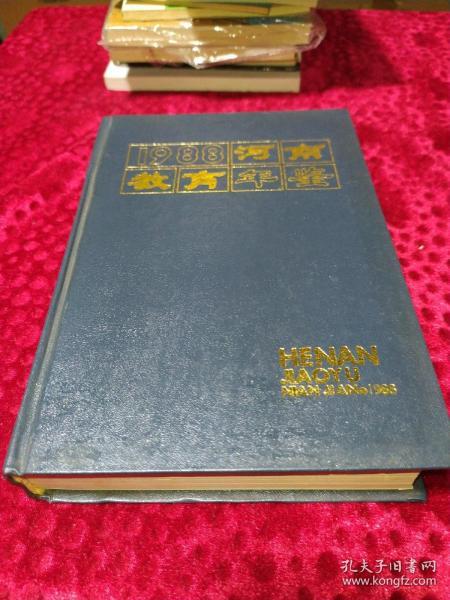 1988河南
教育年鉴
HENAN
JIAOYU
NIAN JIAN 1988
孔夫子旧书网
www.kongfz.com